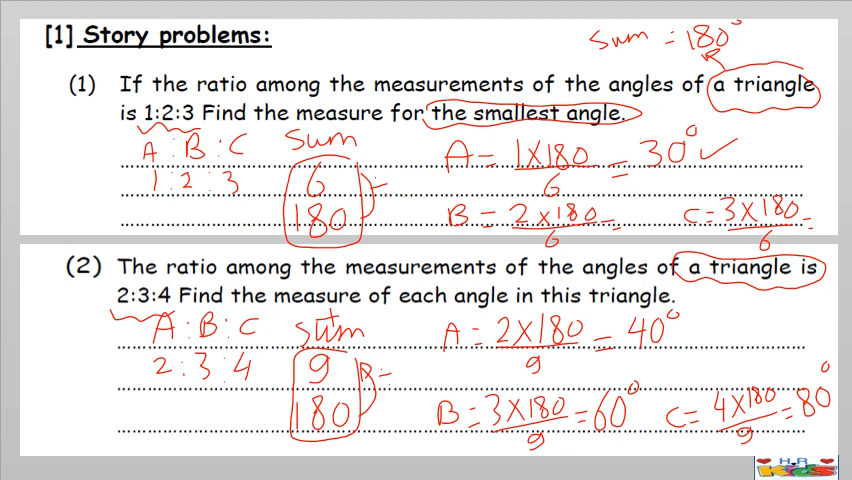 [1] Story problems:
sum = 180°
(1) If the ratio among the measurements of the angles of a triangle
is 1:2:3 Find the measure for the smallest angle.
A : B : C sum A = 1 x 180 / 6 = 30° ✓
1 : 2 : 3 6
180 B = 2 x 180 / 6 = C = 3 x 180 / 6 =
(2) The ratio among the measurements of the angles of a triangle is
2:3:4 Find the measure of each angle in this triangle.
A : B : C sum A = 2 x 180 / 9 = 40°
2 : 3 : 4 9
180 B = 3 x 180 / 9 = 60° C = 4 x 180 / 9 = 80°
H.R
Kids